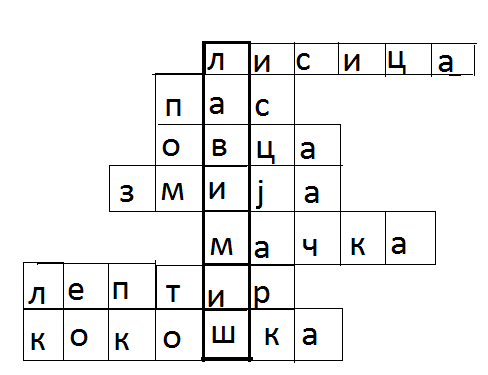 лисица
пас
овца
змија
мачка
лептир
кокошка